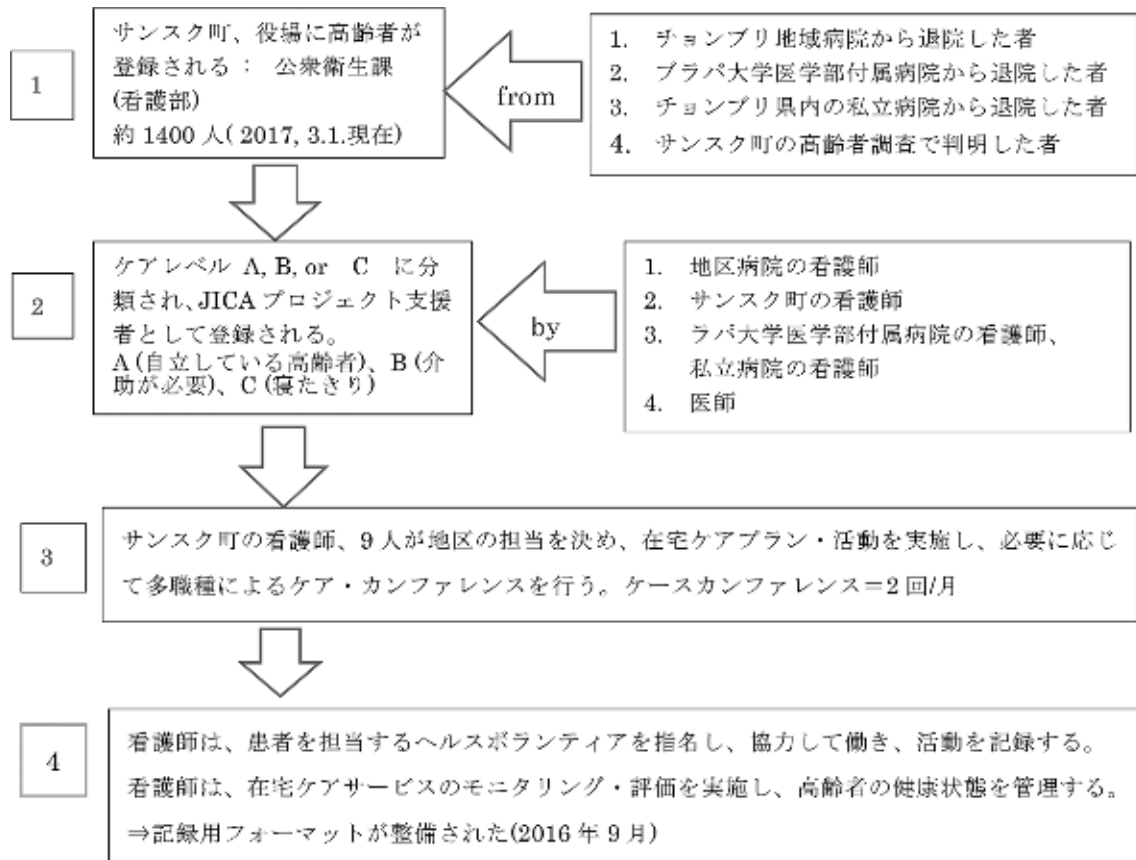 1
サンスク町、役場に高齢者が
登録される： 公衆衛生課
(看護部)
約 1400 人( 2017, 3.1.現在)
from
1. チョンブリ地域病院から退院した者
2. ブラパ大学医学部付属病院から退院した者
3. チョンブリ県内の私立病院から退院した者
4. サンスク町の高齢者調査で判明した者
2
ケアレベル A, B, or C に分
類され、JICA プロジェクト支援
者として登録される。
A (自立している高齢者)、B (介
助が必要)、C (寝たきり)
by
1. 地区病院の看護師
2. サンスク町の看護師
3. ラパ大学医学部付属病院の看護師、
私立病院の看護師
4. 医師
3
サンスク町の看護師、9 人が地区の担当を決め、在宅ケアプラン・活動を実施し、必要に応じ
て多職種によるケア・カンファレンスを行う。ケースカンファレンス＝2 回/月
4
看護師は、患者を担当するヘルスボランティアを指名し、協力して働き、活動を記録する。
看護師は、在宅ケアサービスのモニタリング・評価を実施し、高齢者の健康状態を管理する。
⇒記録用フォーマットが整備された(2016 年 9 月)